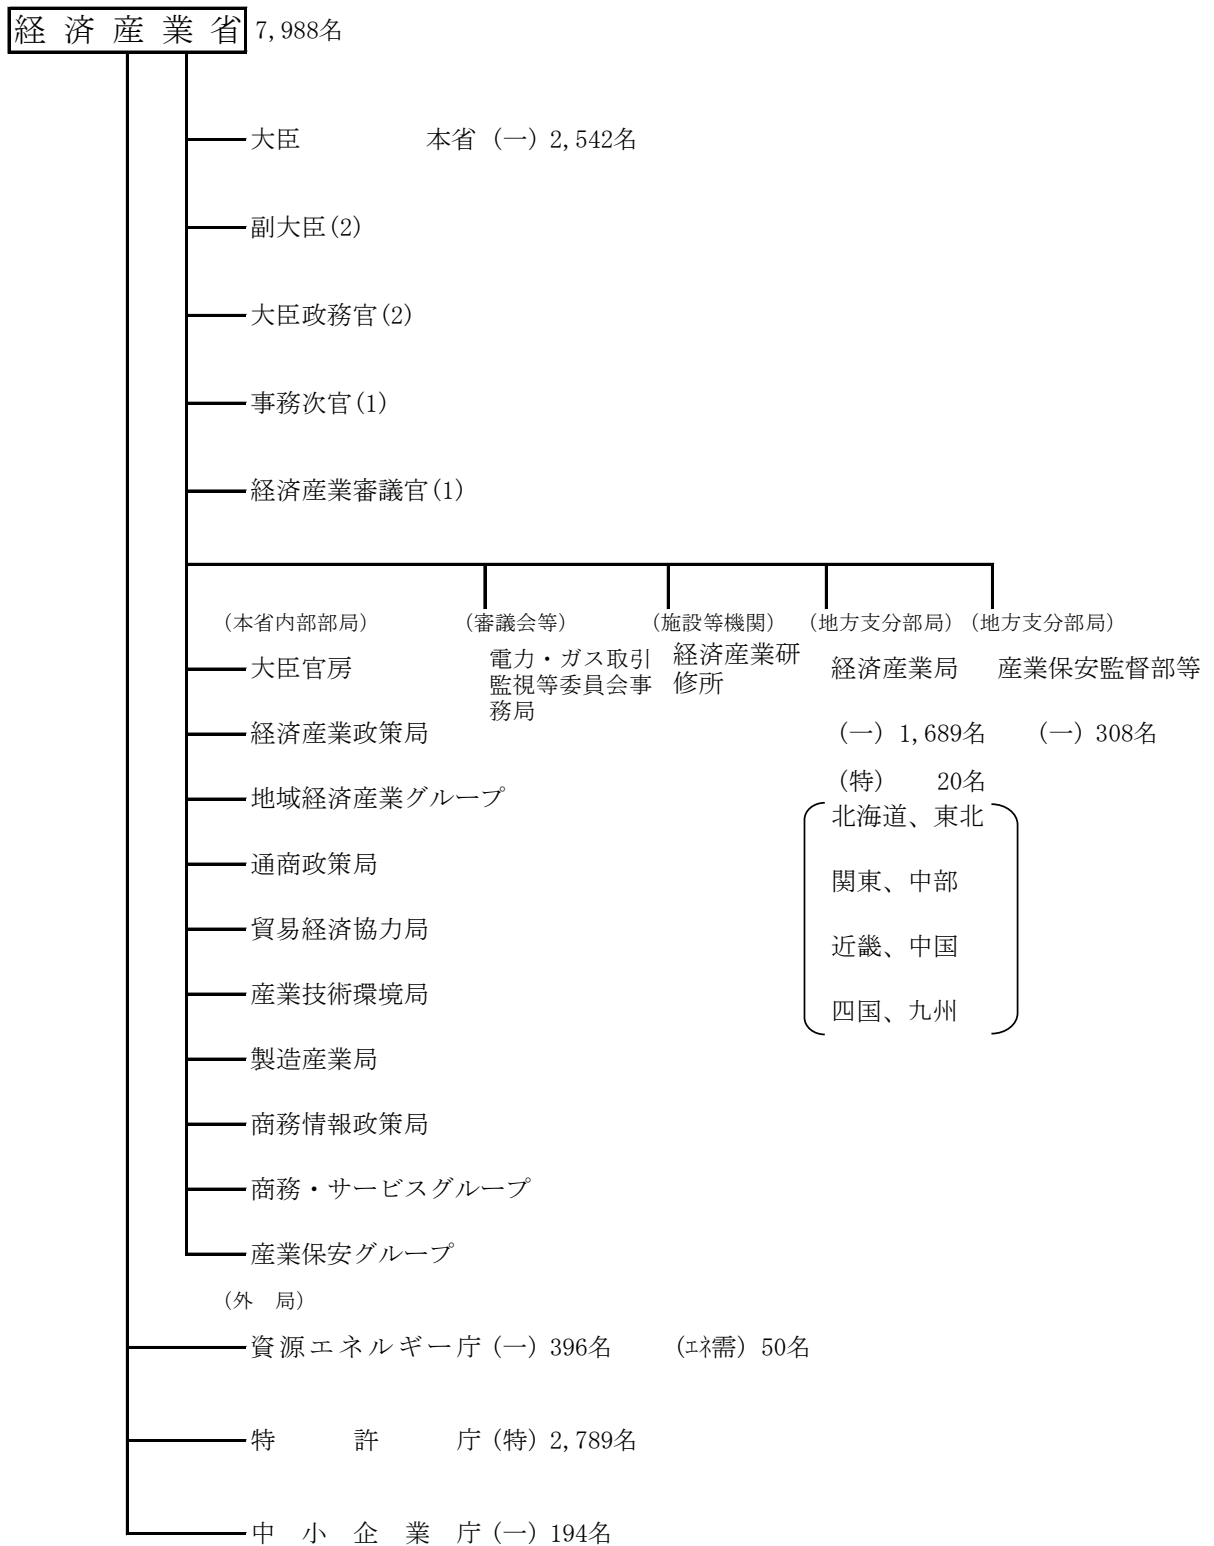 経済産業省 7,988名
大臣 本省 (一) 2,542名
副大臣(2)
大臣政務官(2)
事務次官(1)
経済産業審議官(1)
(本省内部部局) (審議会等) (施設等機関) (地方支分部局) (地方支分部局)
大臣官房
電力・ガス取引
監視等委員会事
務局
経済産業研
修所
経済産業局
産業保安監督部等
経済産業政策局
(一) 1,689名 (一) 308名
(特) 20名
地域経済産業グループ
北海道、東北
通商政策局
関東、中部
貿易経済協力局
近畿、中国
産業技術環境局
四国、九州
製造産業局
商務情報政策局
商務・サービスグループ
産業保安グループ
(外 局)
資源エネルギー庁 (一) 396名 (エネ需) 50名
特許庁 (特) 2,789名
中小企業庁 (一) 194名